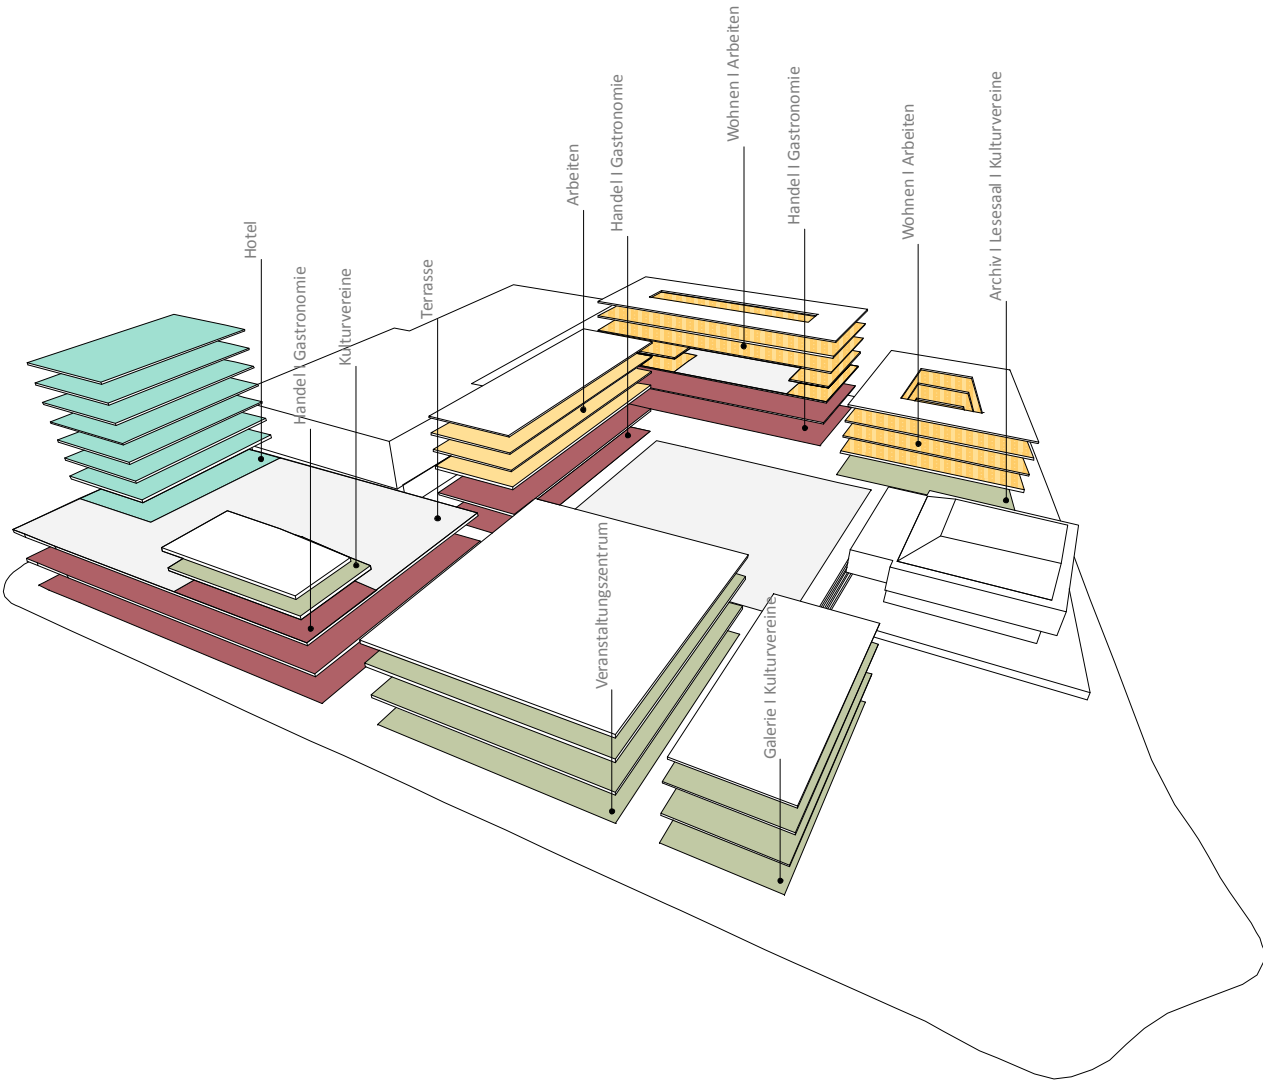 Hotel
Handel I Gastronomie
Kulturvereine
Terrasse
Arbeiten
Handel I Gastronomie
Wohnen I Arbeiten
Handel I Gastronomie
Wohnen I Arbeiten
Archiv I Lesesaal I Kulturvereine
Veranstaltungszentrum
Galerie I Kulturvereine